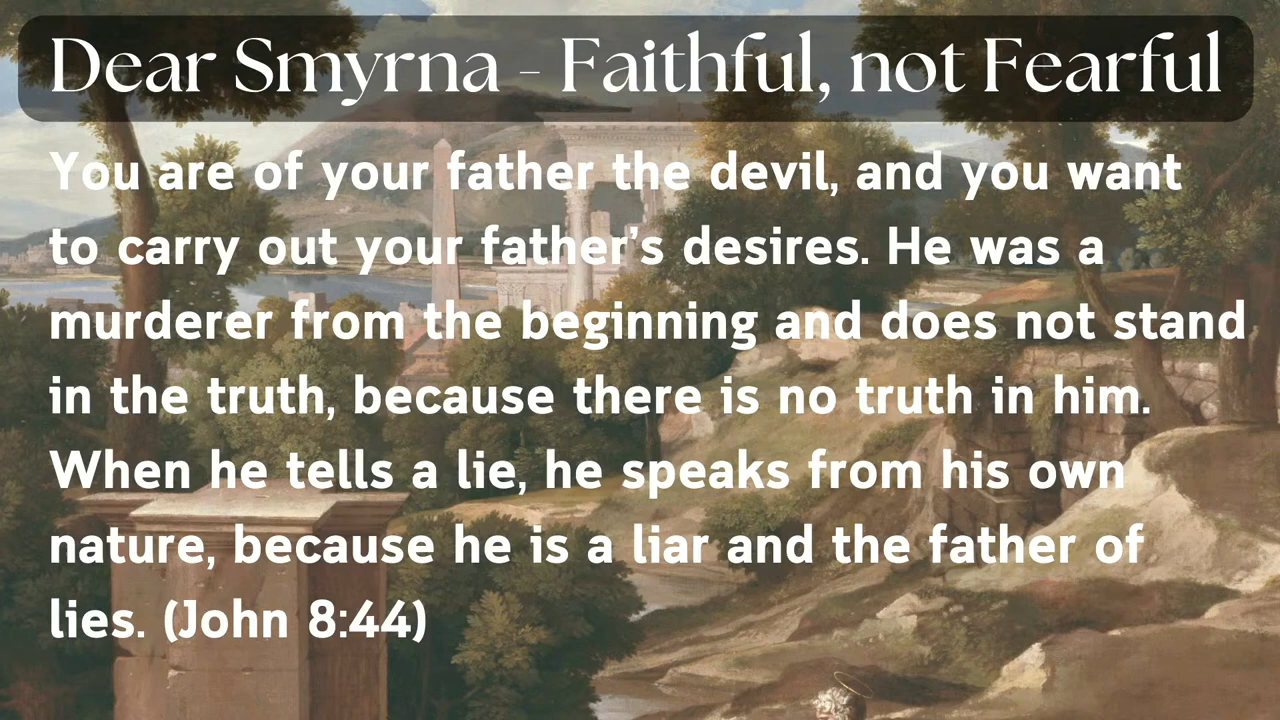 Dear Smyrna - Faithful, not Fearful
You are of your father the devil, and you want
to carry out your father's desires. He was a
murderer from the beginning and does not stand
in the truth, because there is no truth in him.
When he tells a lie, he speaks from his own
nature, because he is a liar and the father of
lies. (John 8:44)